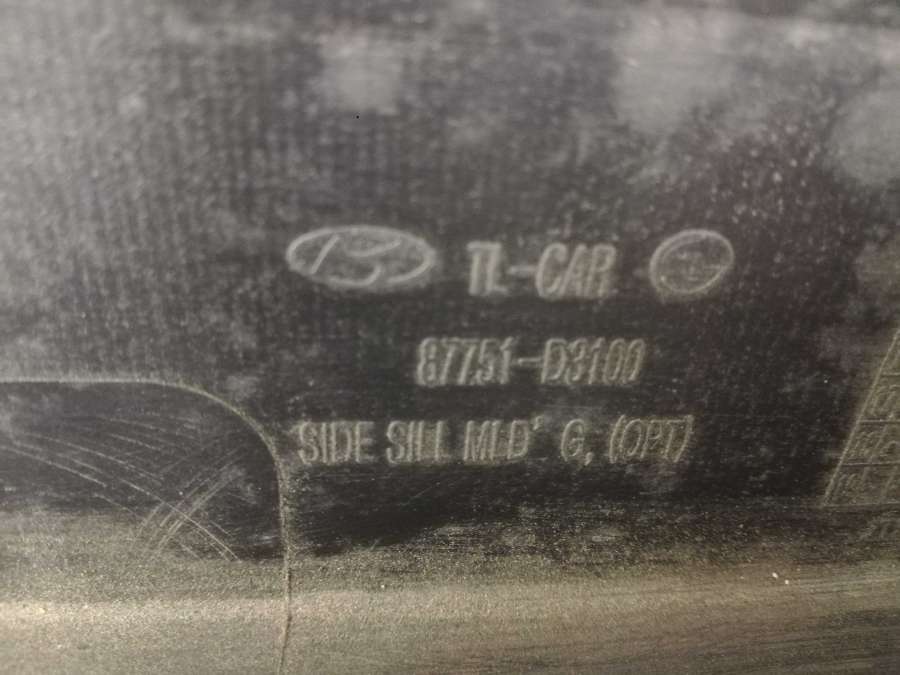 TL-CAR
87751-D3100
SIDE SILL MLD' G, (OPT)